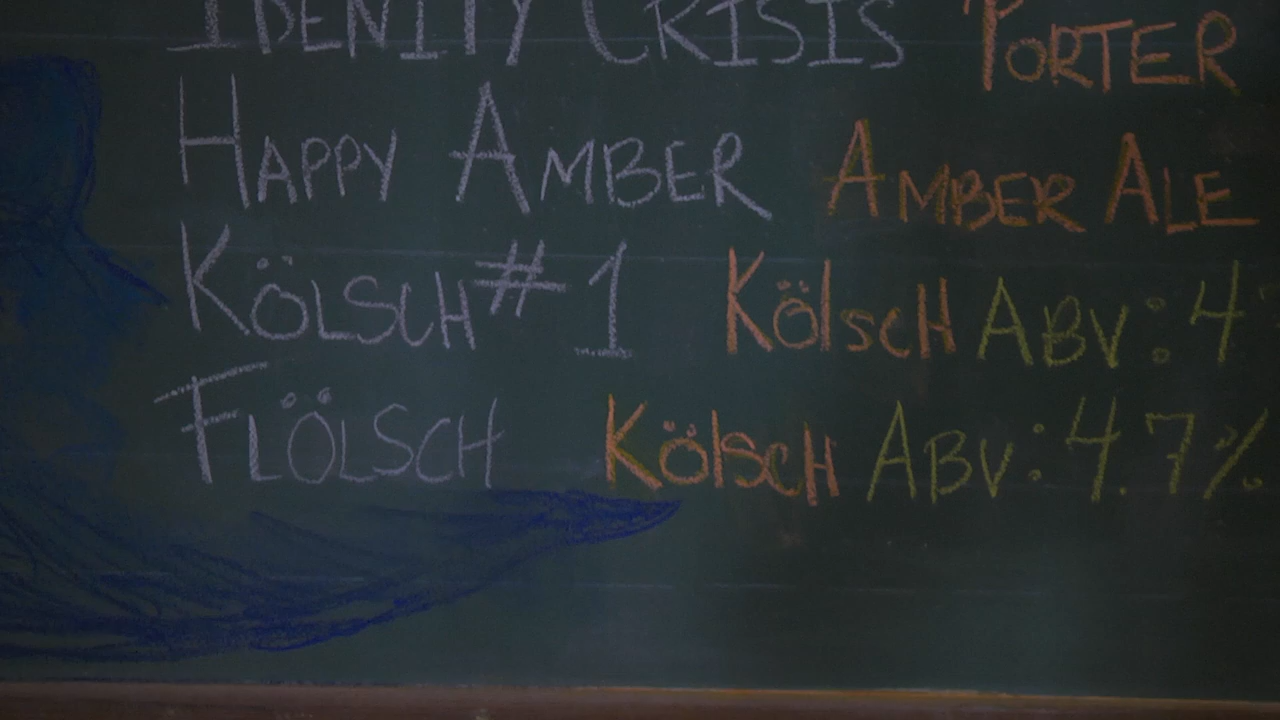 IDENITY CRISIS PORTER
HAPPY AMBER AMBER ALE
KÖLSCH #1 KÖLSCH ABV: 4
FLÖLSCH KÖLSCH ABV: 4.7%